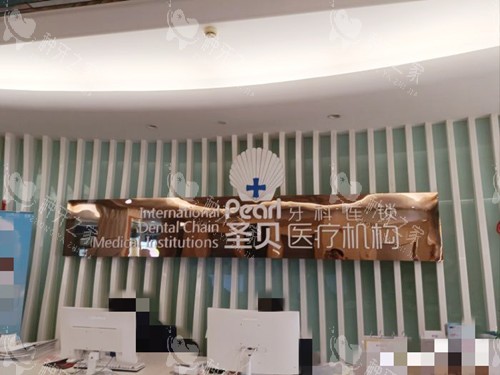 International
Dental Chain
Medical Institutions
Pearl 牙科连锁
圣贝 医疗机构